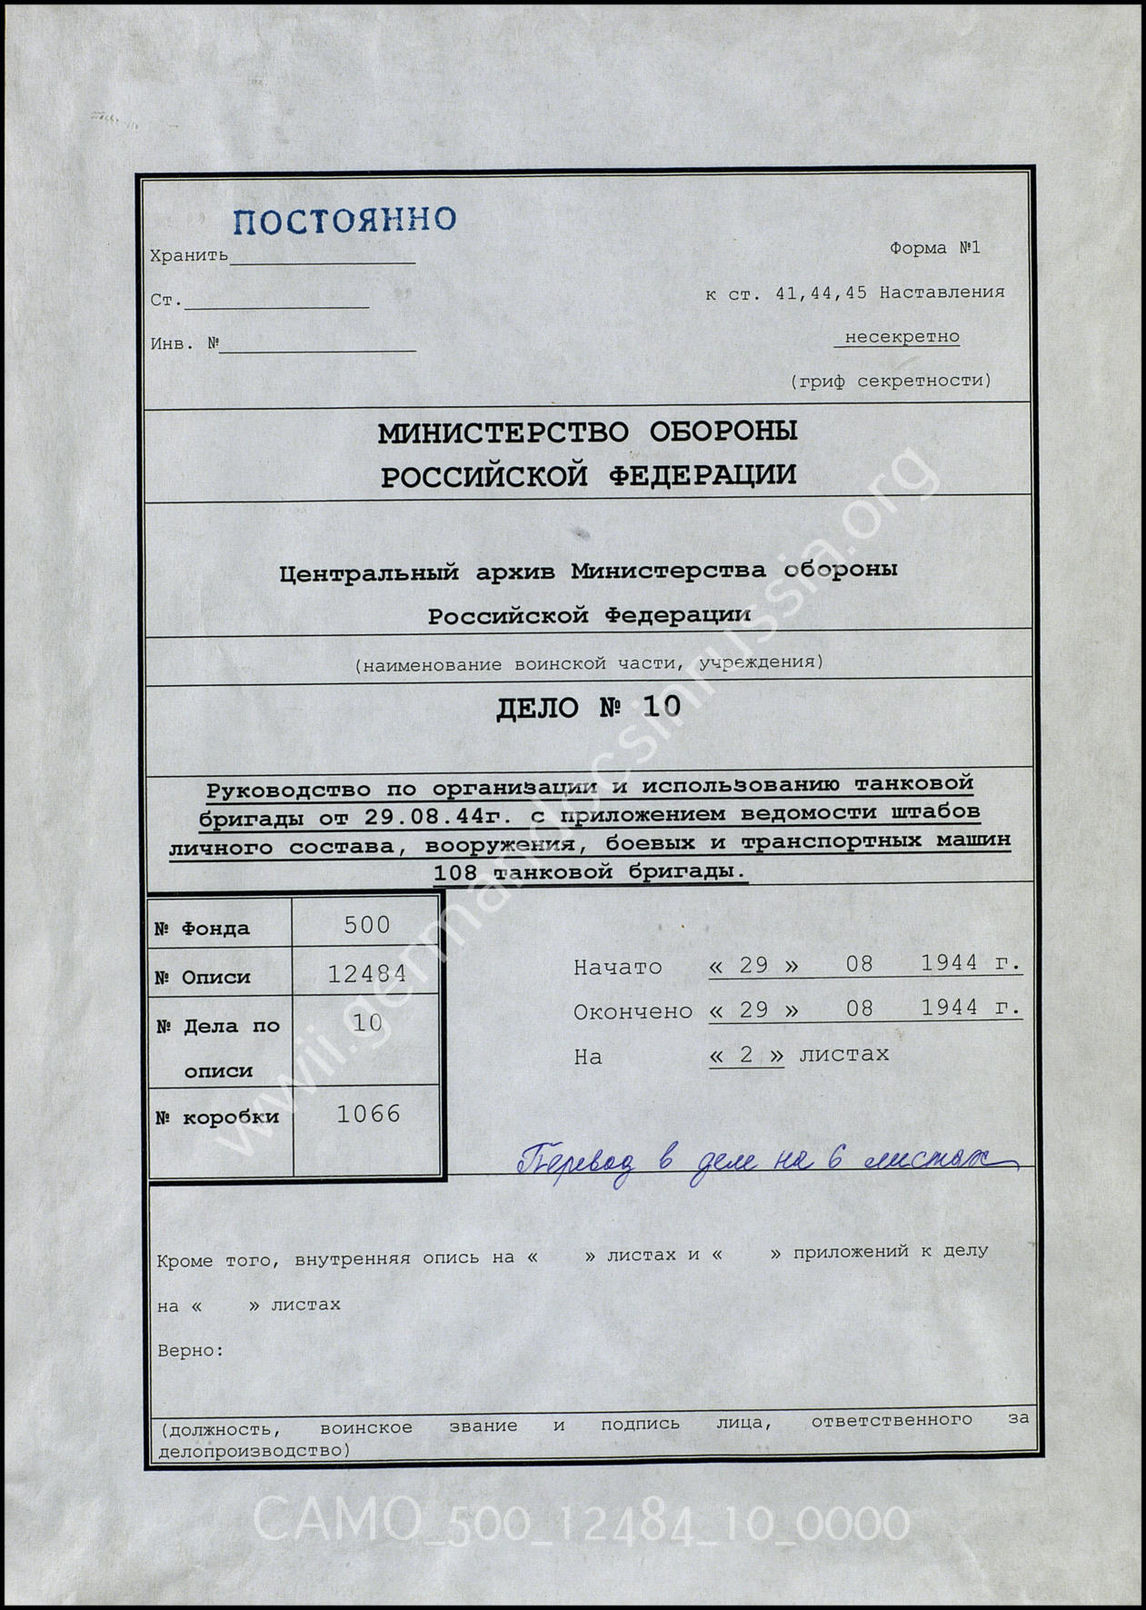 ПОСТОЯННО
Хранить
Форма №1
Ст.
к ст. 41,44,45 Наставления
Инв. №
несекретно
(гриф секретности)
МИНИСТЕРСТВО ОБОРОНЫ
РОССИЙСКОЙ ФЕДЕРАЦИИ
Центральный архив Министерства обороны
Российской Федерации
(наименование воинской части, учреждения)
ДЕЛО № 10
Руководство по организации и использованию танковой
бригады от 29.08.44г. с приложением ведомости штабов
личного состава, вооружения, боевых и транспортных машин
108 танковой бригады.
№ Фонда 500
№ Описи 12484
№ Дела по 10
описи
№ коробки 1066
Начато « 29 » 08 1944 г.
Окончено « 29 » 08 1944 г.
На « 2 » листах
Перевод в деле на 6 листах
Кроме того, внутренняя опись на « » листах и « » приложений к делу
на « » листах
Верно:
(должность, воинское звание и подпись лица, ответственного за
делопроизводство)
wwii.germandocsinrussia.org
CAMO_500_12484_10_0000